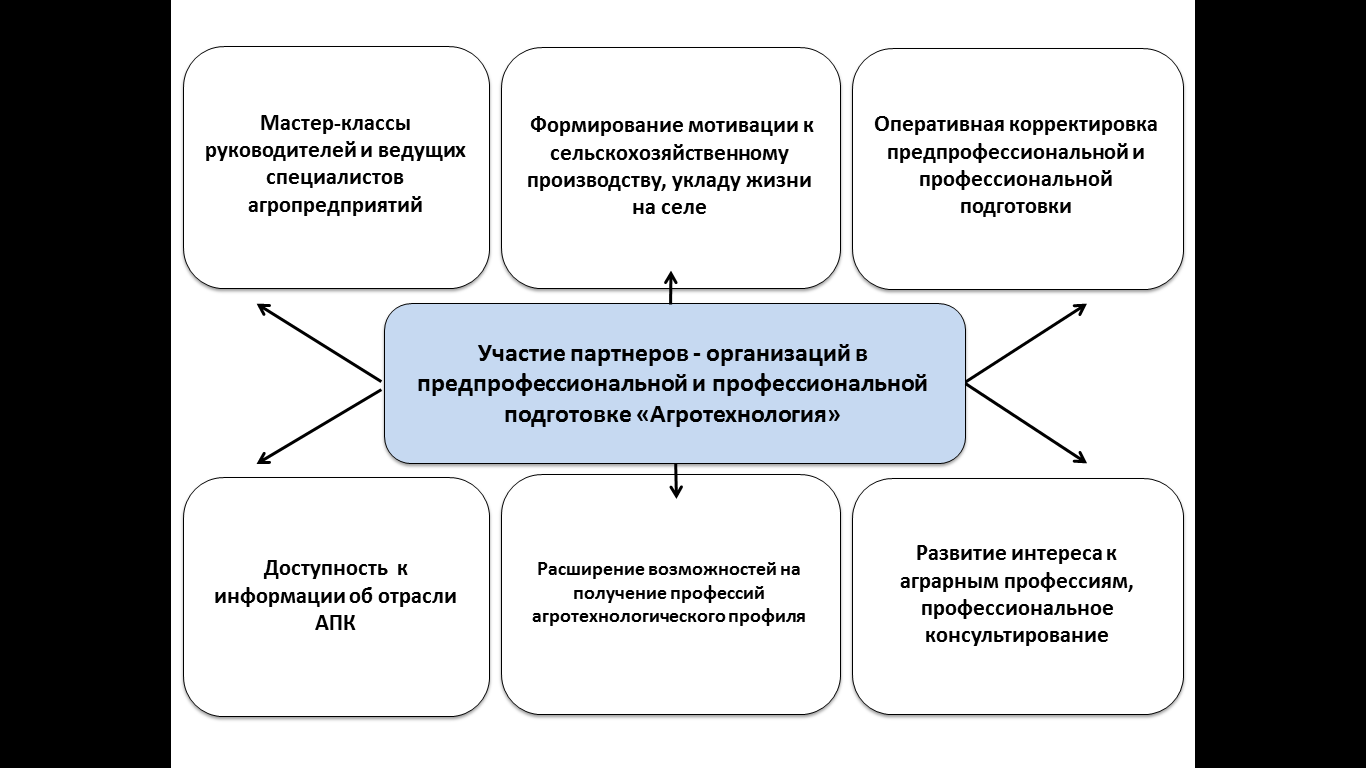 Мастер-классы
руководителей и ведущих
специалистов
агропредприятий
Формирование мотивации к
сельскохозяйственному
производству, укладу жизни
на селе
Оперативная корректировка
предпрофессиональной и
профессиональной
подготовки
Участие партнеров - организаций в
предпрофессиональной и профессиональной
подготовке «Агротехнология»
Доступность к
информации об отрасли
АПК
Расширение возможностей на
получение профессий
агротехнологического профиля
Развитие интереса к
аграрным профессиям,
профессиональное
консультирование